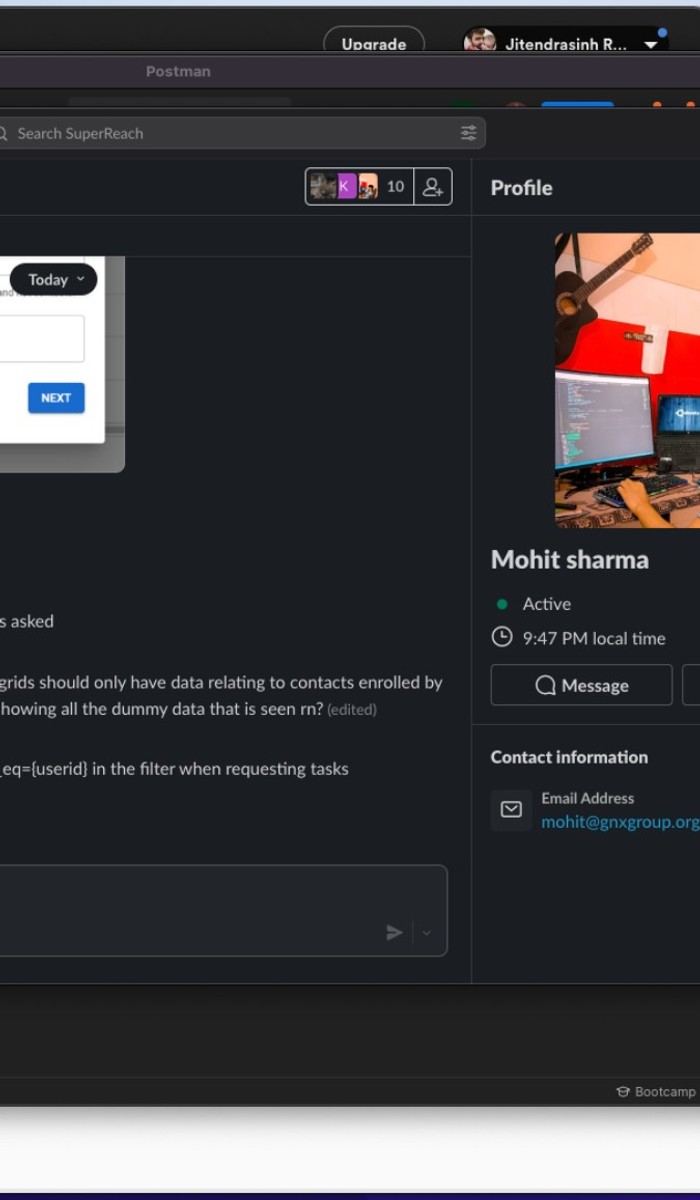 Upgrade
Jitendrasinh R...
Postman
Search SuperReach
K
10
Profile
Today
NEXT
Mohit sharma
Active
9:47 PM local time
s asked
grids should only have data relating to contacts enrolled by
howing all the dummy data that is seen rn? (edited)
Message
_eq={userid} in the filter when requesting tasks
Contact information
Email Address
mohit@gnxgroup.org
Bootcamp